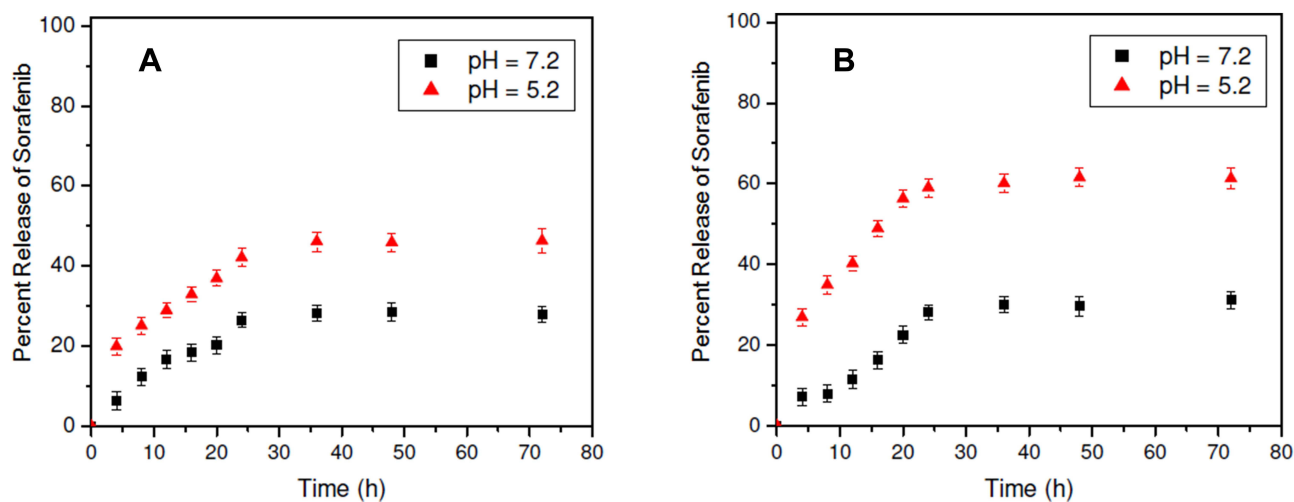 A
pH = 7.2
pH = 5.2
Percent Release of Sorafenib
100
80
60
40
20
0
0 10 20 30 40 50 60 70 80
Time (h)
B
pH = 7.2
pH = 5.2
Percent Release of Sorafenib
100
80
60
40
20
0
0 10 20 30 40 50 60 70 80
Time (h)